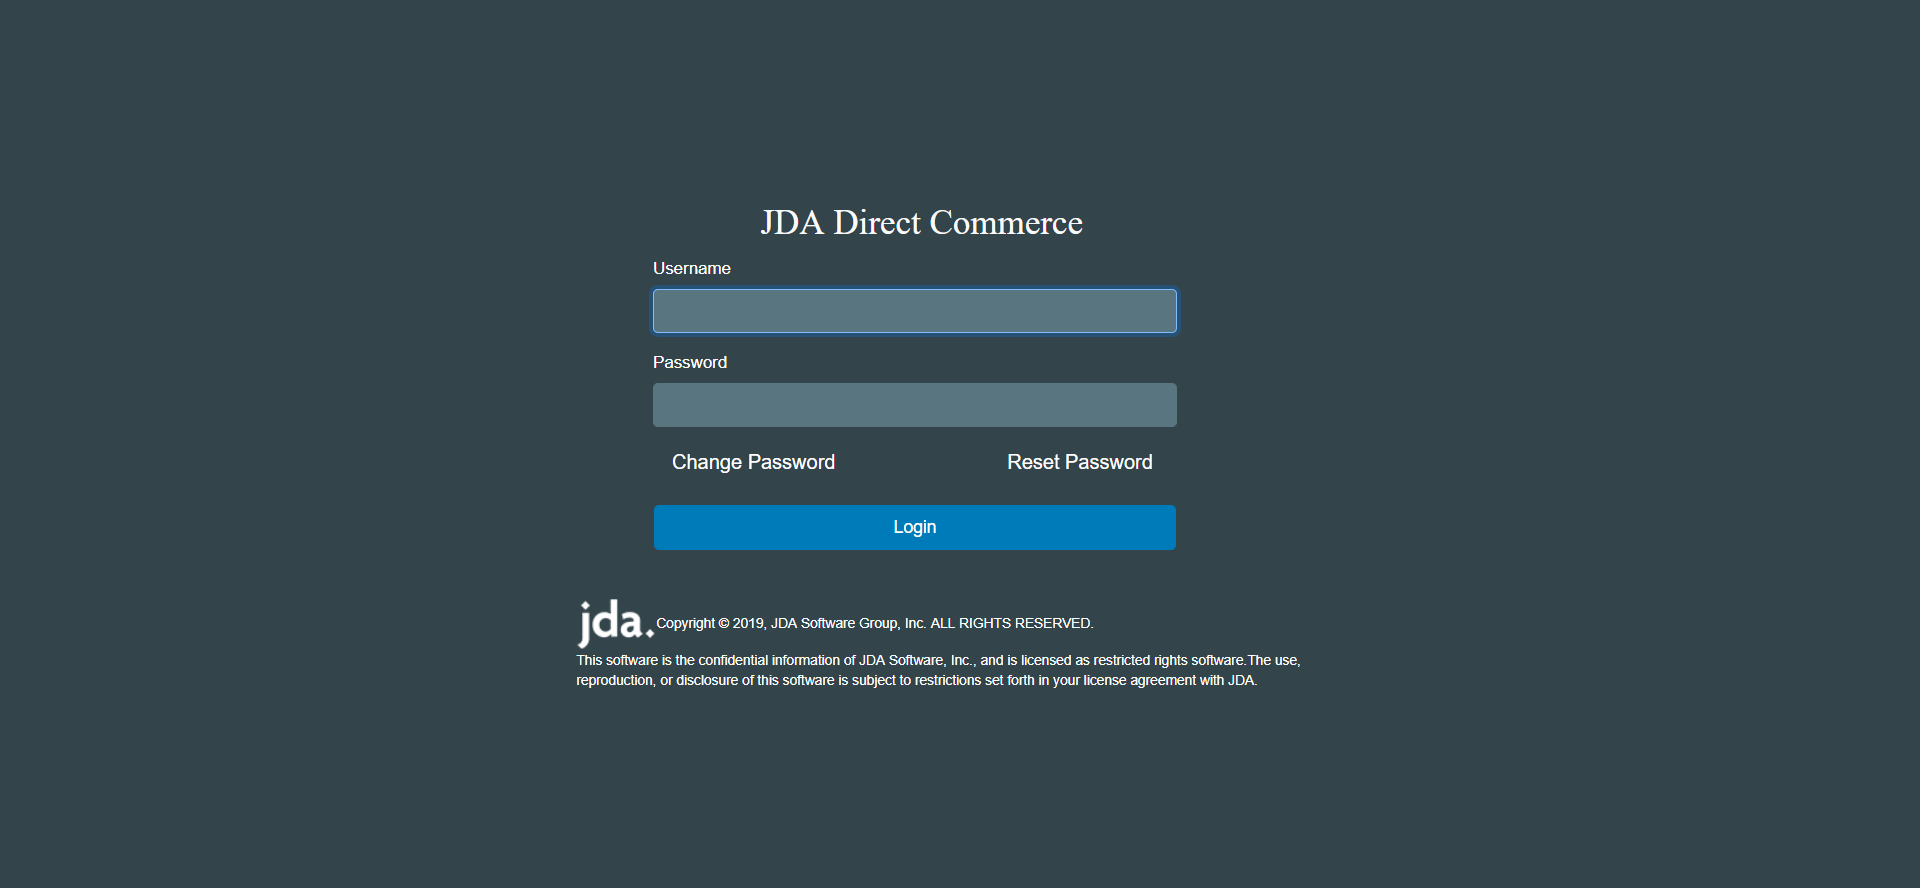 JDA Direct Commerce
Username
Password
Change Password Reset Password
Login
jda. Copyright © 2019, JDA Software Group, Inc. ALL RIGHTS RESERVED.
This software is the confidential information of JDA Software, Inc., and is licensed as restricted rights software.The use,
reproduction, or disclosure of this software is subject to restrictions set forth in your license agreement with JDA.